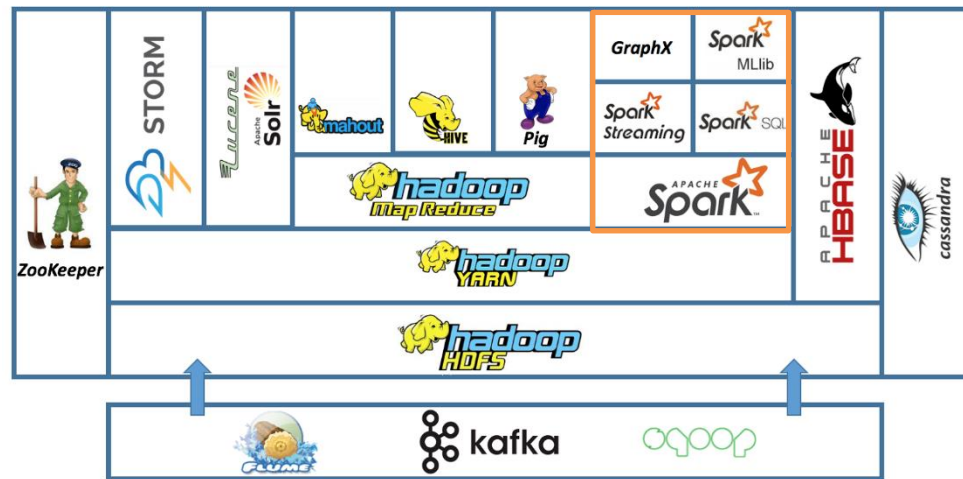 ZooKeeper
STORM
Lucene
Apache
Solr
mahout
HIVE
Pig
GraphX
Spark
MLlib
Spark
Streaming
Spark SQL
hadoop
Map Reduce
APACHE
Spark
APACHE
HBASE
cassandra
hadoop
YARN
hadoop
HDFS
FLUME
kafka
sqoop